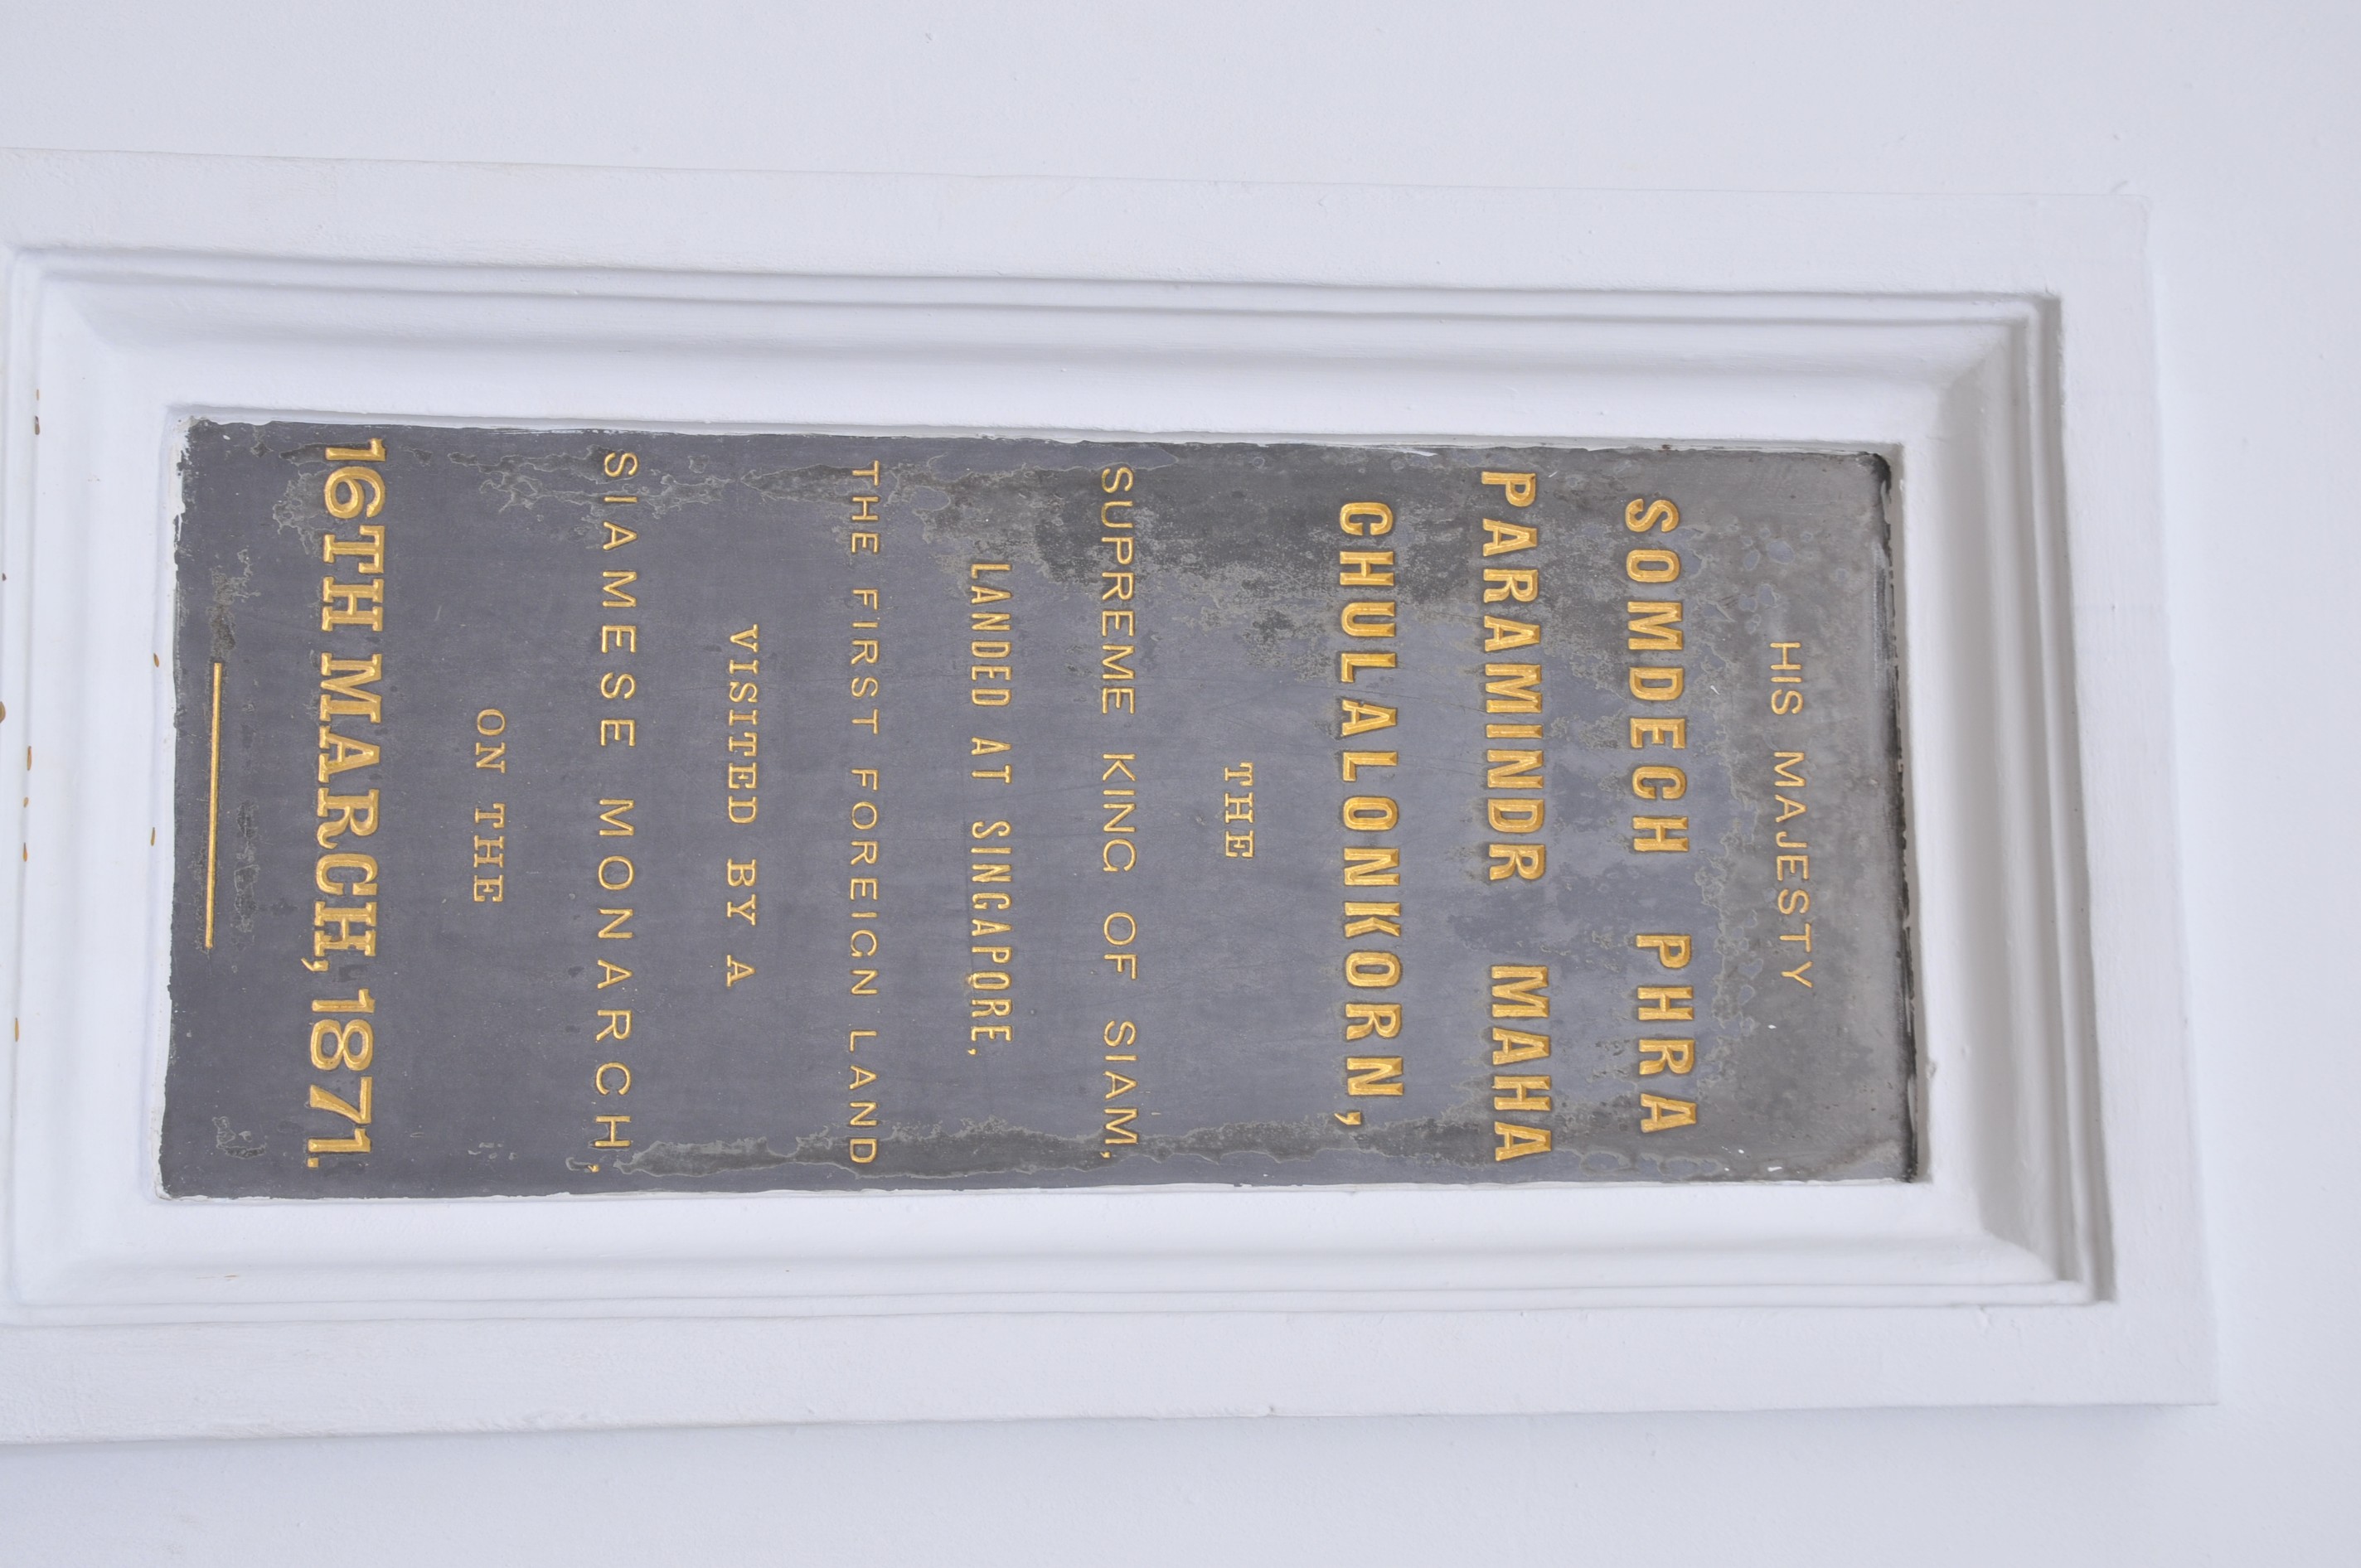 HIS MAJESTY
SOMDECH PHRA
PARAMINDR MAHA
CHULALONKORN,
THE
SUPREME KING OF SIAM,
LANDED AT SINGAPORE,
THE FIRST FOREIGN LAND
VISITED BY A
SIAMESE MONARCH,
ON THE
16TH MARCH, 1871.